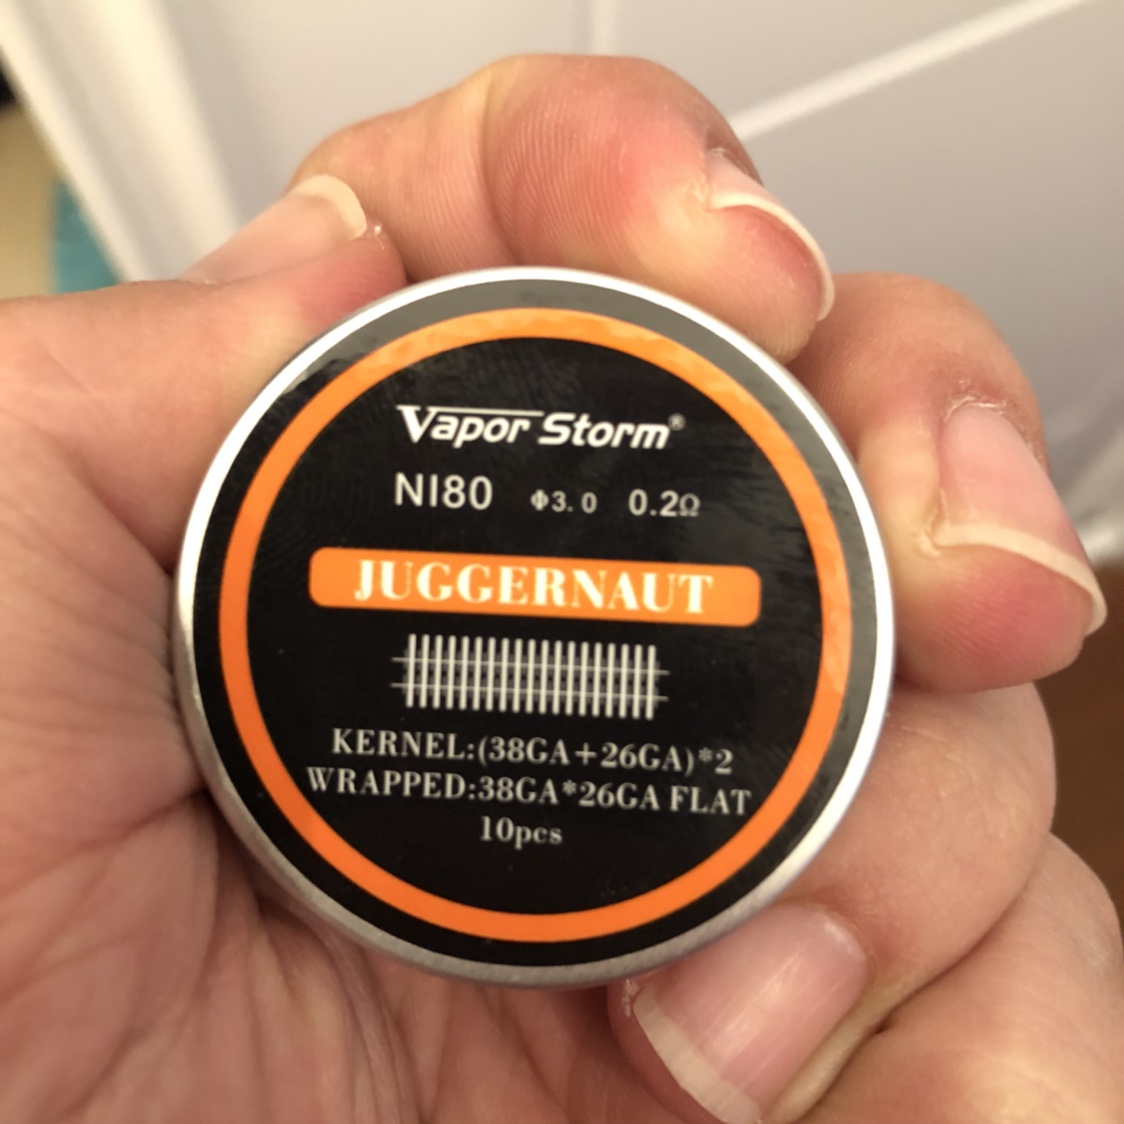 Vapor Storm®
NI80 Φ3.0 0.2Ω
JUGGERNAUT
KERNEL:(38GA+26GA)*2
WRAPPED:38GA*26GA FLAT
10pcs